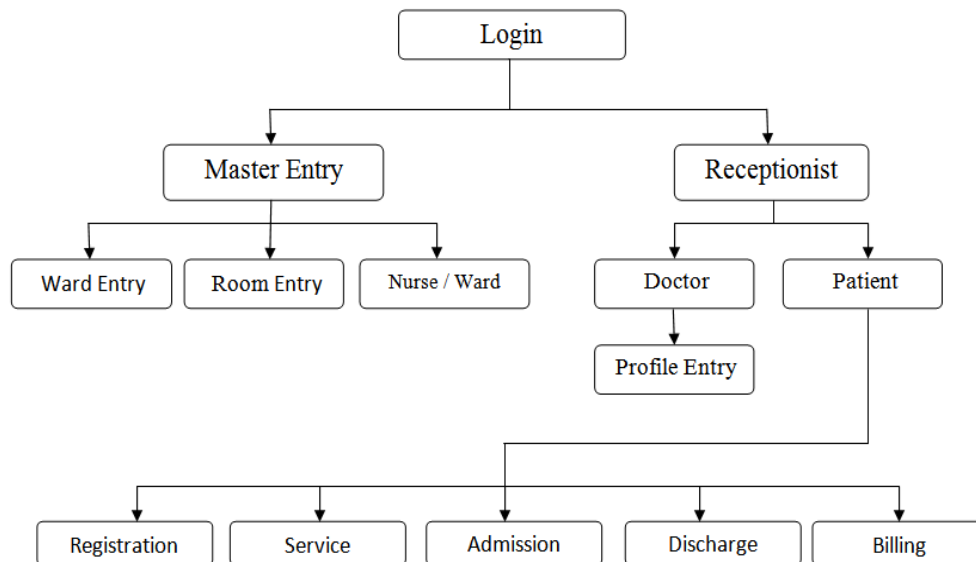 Login
Master Entry
Receptionist
Ward Entry
Room Entry
Nurse / Ward
Doctor
Patient
Profile Entry
Registration
Service
Admission
Discharge
Billing